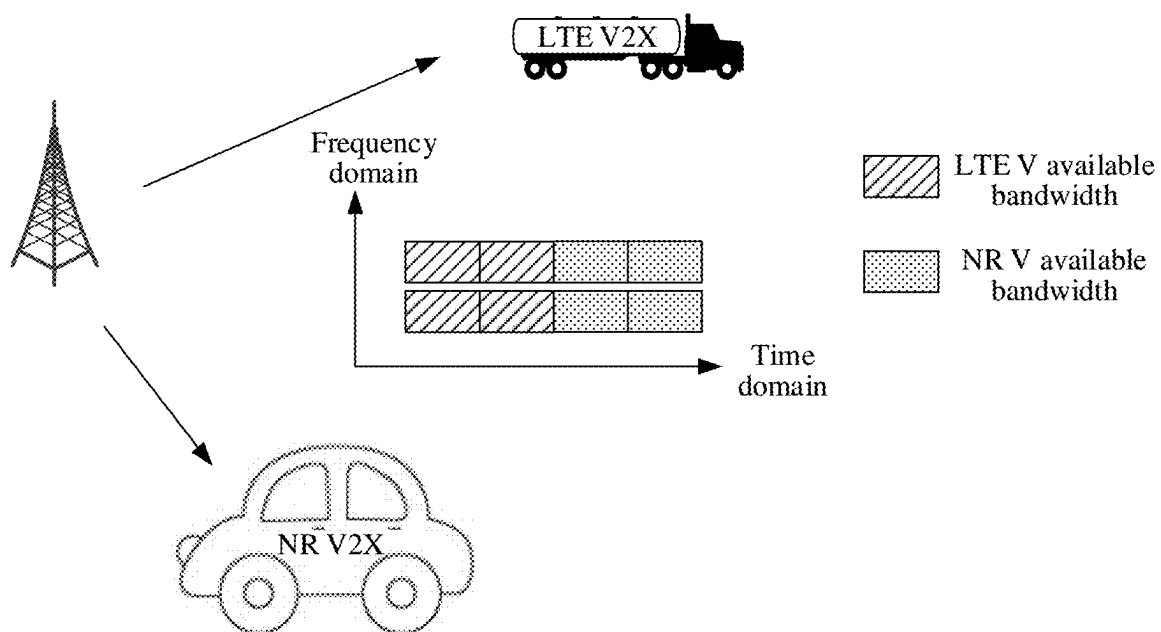 LTE V2X
Frequency
domain
LTE V available
bandwidth
NR V available
bandwidth
Time
domain
NR V2X